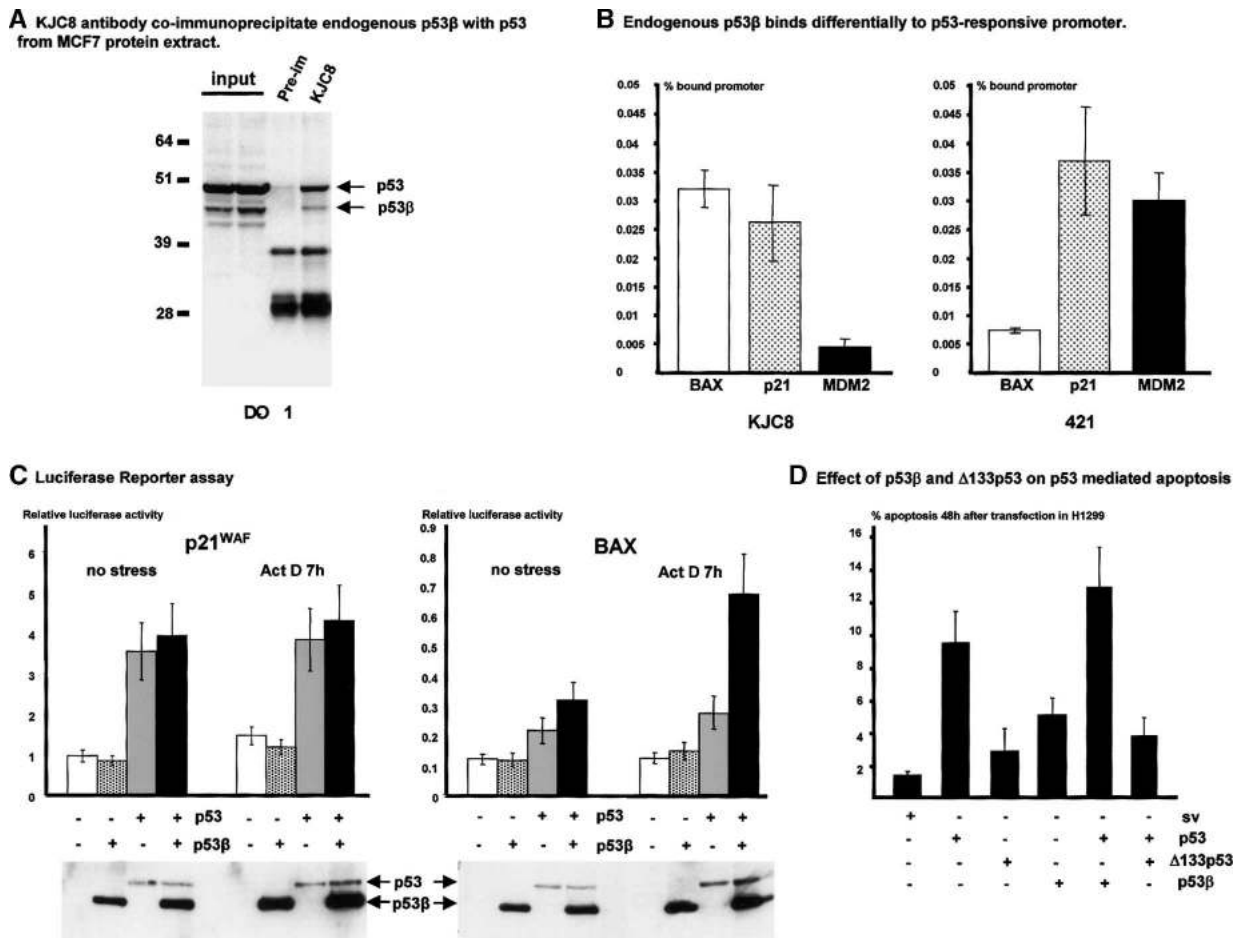 A KJC8 antibody co-immunoprecipitate endogenous p53β with p53
from MCF7 protein extract.
input
Pre-im
KJC8
64
51
39
28
p53
p53β
DO 1
B Endogenous p53β binds differentially to p53-responsive promoter.
% bound promoter
0.05
0.045
0.04
0.035
0.03
0.025
0.02
0.015
0.01
0.005
0
BAX p21 MDM2
KJC8
% bound promoter
0.05
0.045
0.04
0.035
0.03
0.025
0.02
0.015
0.01
0.005
0
BAX p21 MDM2
421
C Luciferase Reporter assay
Relative luciferase activity
p21WAF
no stress Act D 7h
6
5
4
3
2
1
0
- - + + - - + + p53
- + - + - + - + p53β
Relative luciferase activity
BAX
no stress Act D 7h
0.9
0.8
0.7
0.6
0.5
0.4
0.3
0.2
0.1
0
- - + + - - + +
- + - + - + - +
p53
p53β
D Effect of p53β and Δ133p53 on p53 mediated apoptosis
% apoptosis 48h after transfection in H1299
16
14
12
10
8
6
4
2
+ - - - - - sv
- + - - + + p53
- - + - - + Δ133p53
- - - + + - p53β